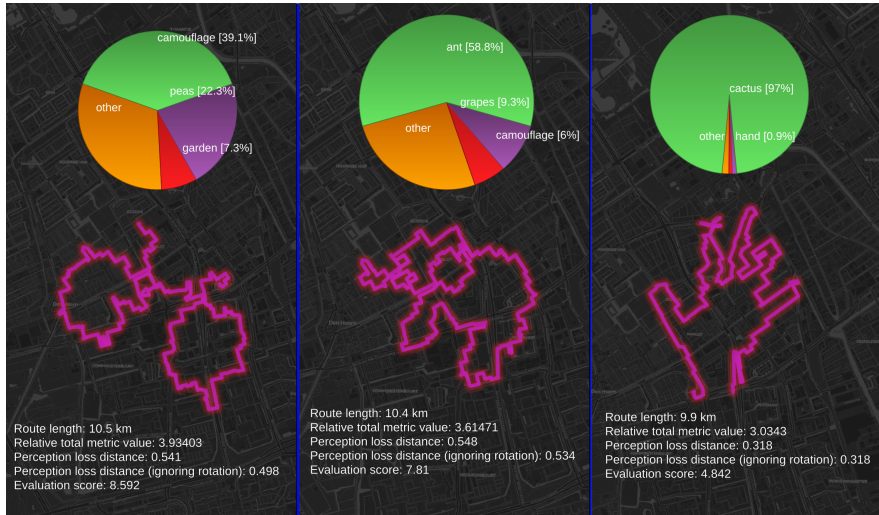 camouflage [39.1%]
peas [22.3%]
other
garden [7.3%]
Route length: 10.5 km
Relative total metric value: 3.93403
Perception loss distance: 0.541
Perception loss distance (ignoring rotation): 0.498
Evaluation score: 8.592
ant [58.8%]
grapes [9.3%]
other
camouflage [6%]
Route length: 10.4 km
Relative total metric value: 3.61471
Perception loss distance: 0.548
Perception loss distance (ignoring rotation): 0.534
Evaluation score: 7.81
cactus [97%]
other
hand [0.9%]
Route length: 9.9 km
Relative total metric value: 3.0343
Perception loss distance: 0.318
Perception loss distance (ignoring rotation): 0.318
Evaluation score: 4.842